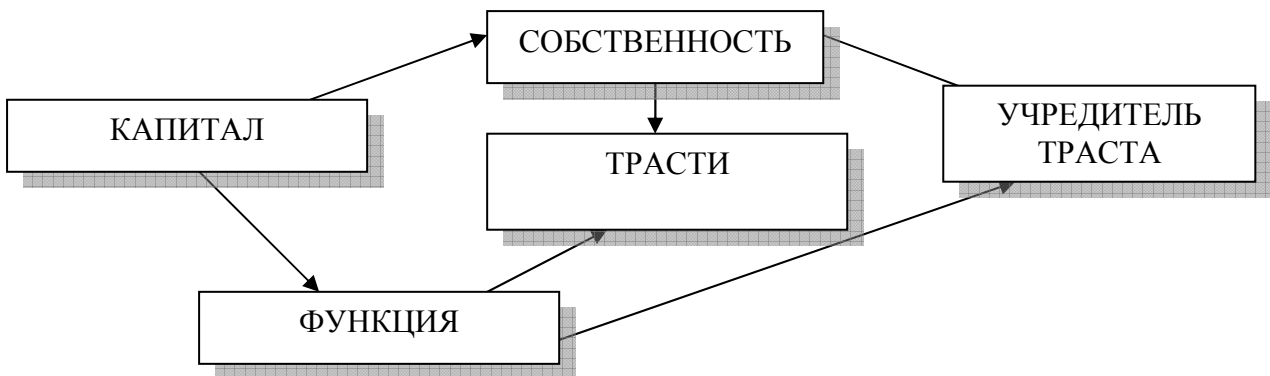 СОБСТВЕННОСТЬ
КАПИТАЛ
УЧРЕДИТЕЛЬ
ТРАСТА
ТРАСТИ
ФУНКЦИЯ